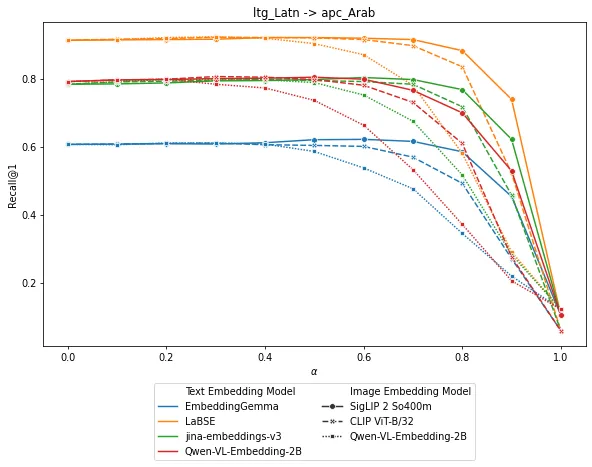 ltg_Latn -> apc_Arab
Recall@1
0.8
0.6
0.4
0.2
0.0 0.2 0.4 0.6 0.8 1.0
α
Text Embedding Model Image Embedding Model
EmbeddingGemma SigLIP 2 So400m
LaBSE CLIP ViT-B/32
jina-embeddings-v3 Qwen-VL-Embedding-2B
Qwen-VL-Embedding-2B